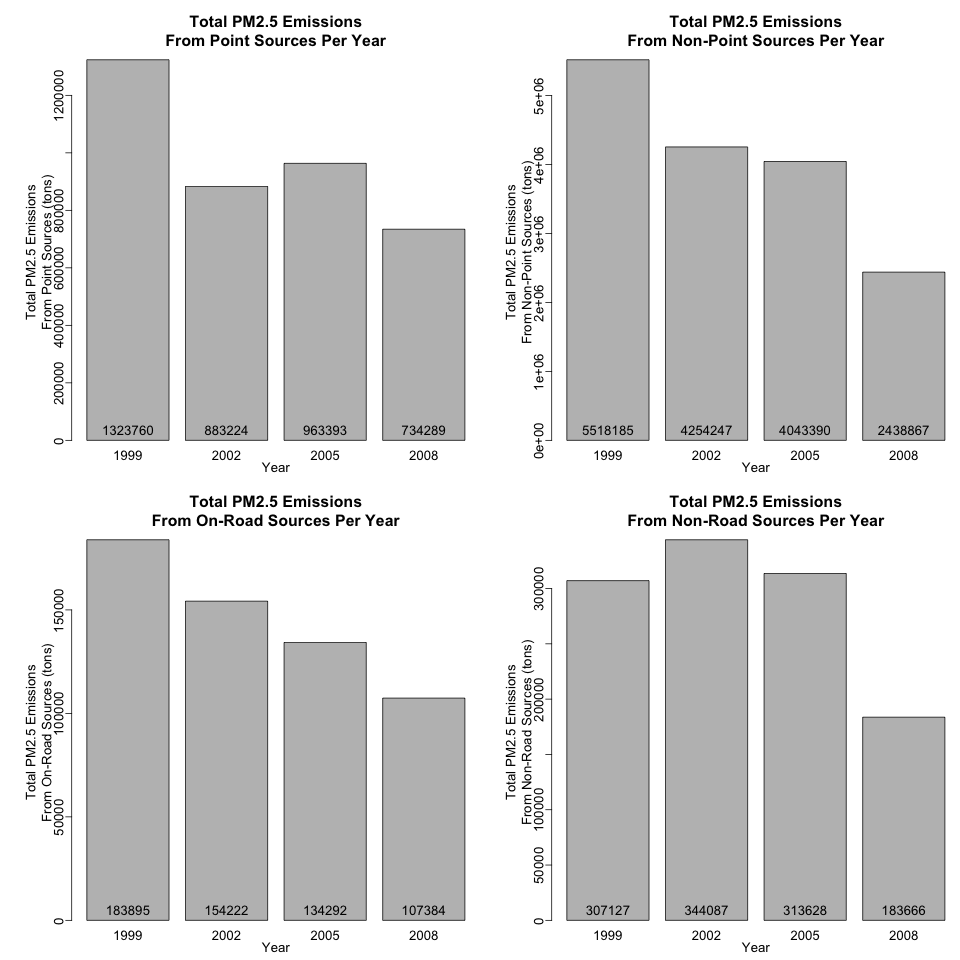 Total PM2.5 Emissions
From Point Sources Per Year
Total PM2.5 Emissions
From Point Sources (tons)
1200000
800000
600000
400000
200000
0
1323760
883224
963393
734289
1999
2002
2005
2008
Year
Total PM2.5 Emissions
From Non-Point Sources Per Year
Total PM2.5 Emissions
From Non-Point Sources (tons)
5e+06
4e+06
3e+06
2e+06
1e+06
0e+00
5518185
4254247
4043390
2438867
1999
2002
2005
2008
Year
Total PM2.5 Emissions
From On-Road Sources Per Year
Total PM2.5 Emissions
From On-Road Sources (tons)
150000
100000
50000
0
183895
154222
134292
107384
1999
2002
2005
2008
Year
Total PM2.5 Emissions
From Non-Road Sources Per Year
Total PM2.5 Emissions
From Non-Road Sources (tons)
300000
200000
100000
50000
0
307127
344087
313628
183666
1999
2002
2005
2008
Year